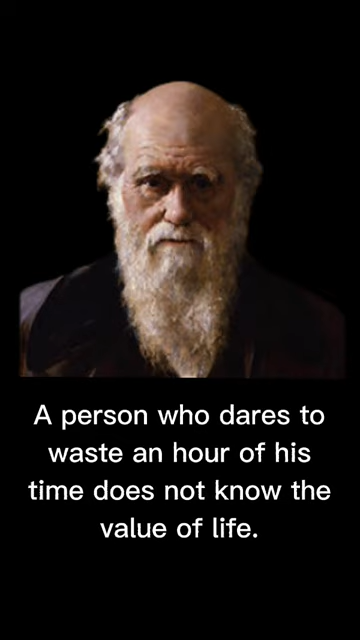 A person who dares to
waste an hour of his
time does not know the
value of life.